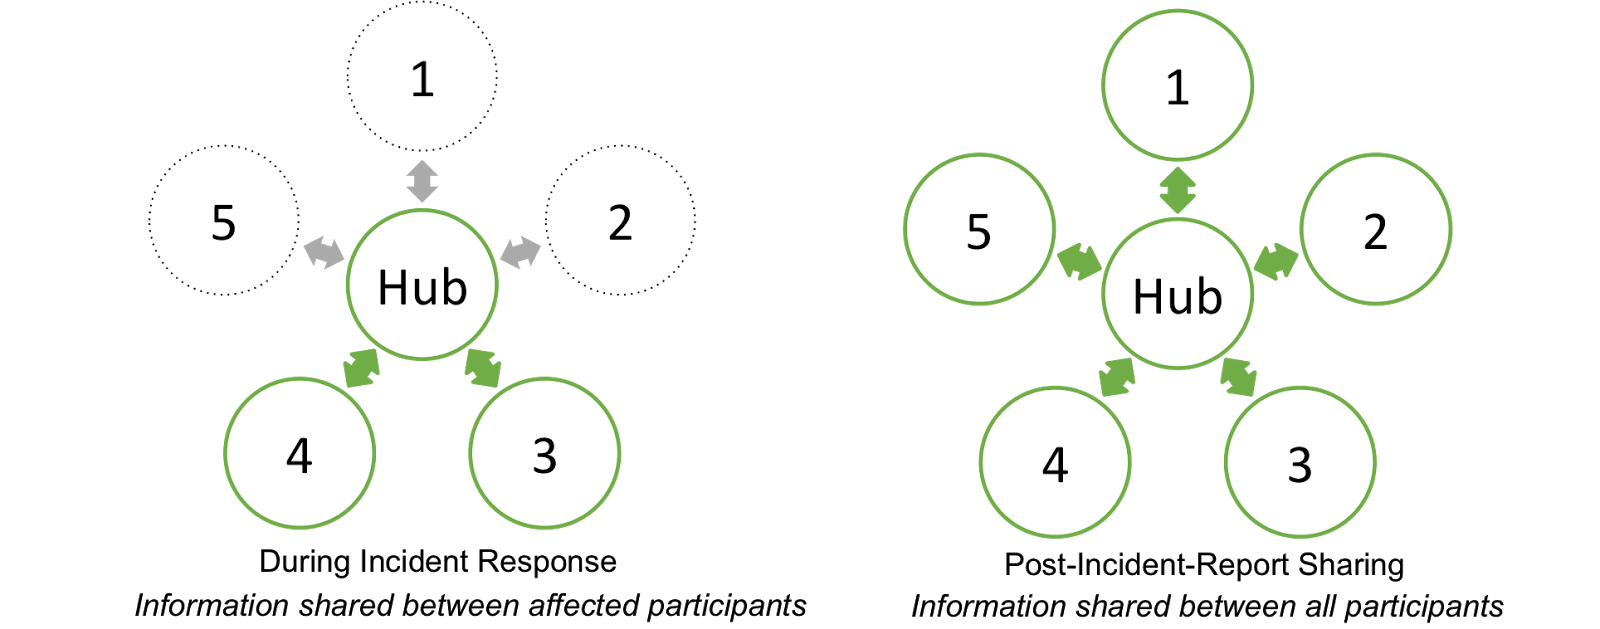 1
5
2
Hub
4
3
During Incident Response
Information shared between affected participants
1
5
2
Hub
4
3
Post-Incident-Report Sharing
Information shared between all participants